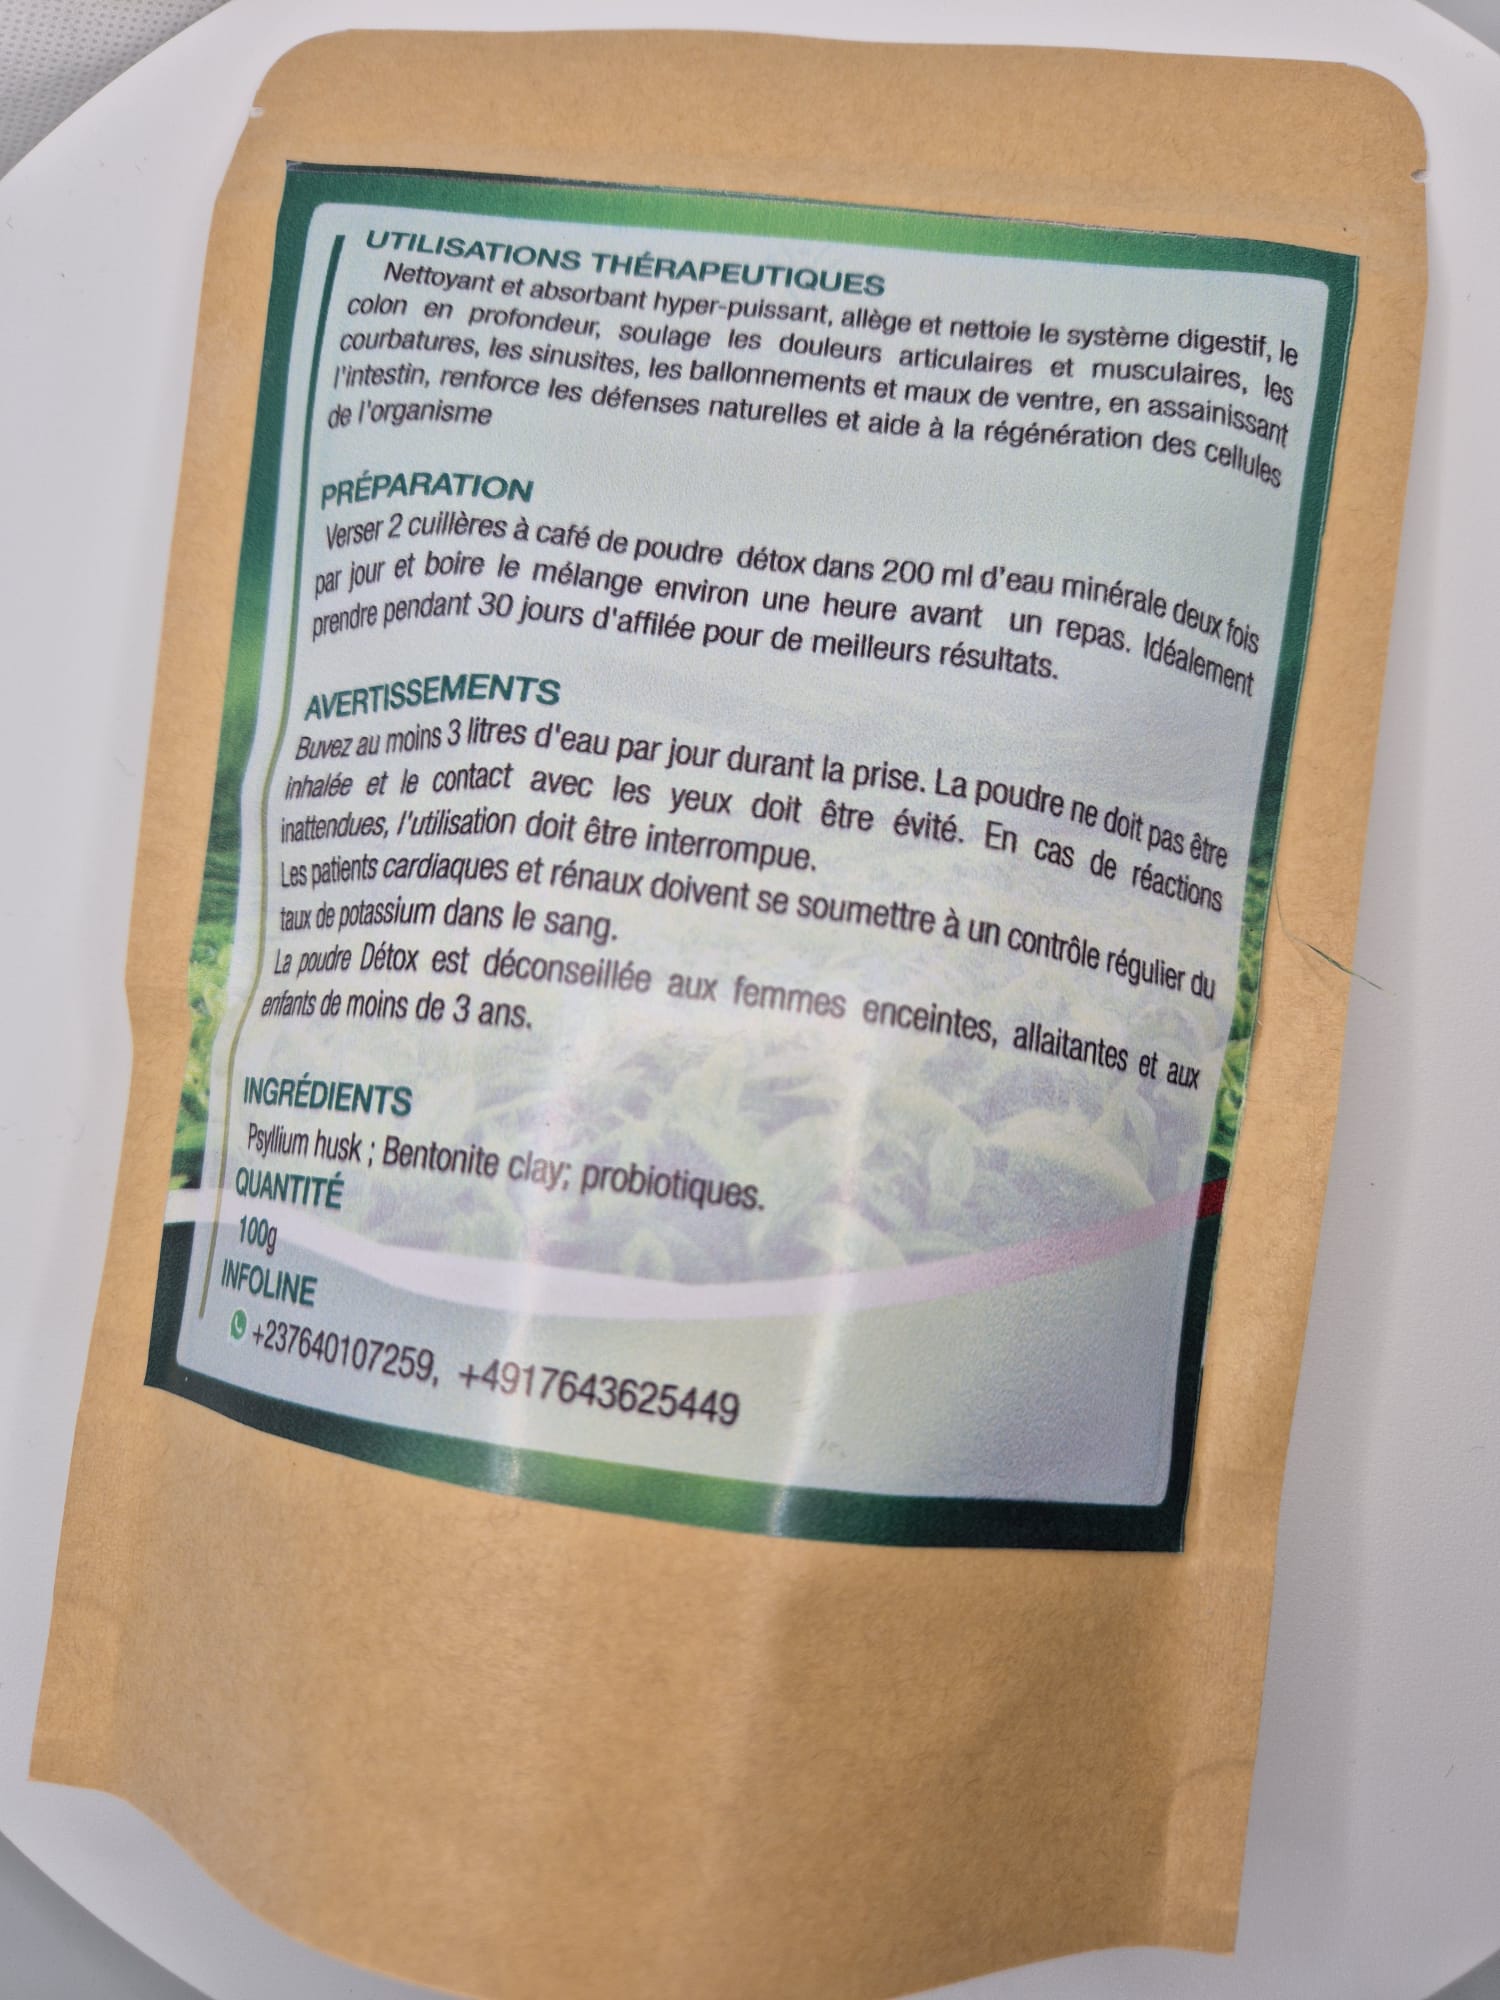 UTILISATIONS THÉRAPEUTIQUES
Nettoyant et absorbant hyper-puissant, allège et nettoie le système digestif, le
colon en profondeur, soulage les douleurs articulaires et musculaires, les
courbatures, les sinusites, les ballonnements et maux de ventre, en assainissant
l'intestin, renforce les défenses naturelles et aide à la régénération des cellules
de l'organisme
PRÉPARATION
Verser 2 cuillères à café de poudre détox dans 200 ml d'eau minérale deux fois
par jour et boire le mélange environ une heure avant un repas. Idéalement
prendre pendant 30 jours d'affilée pour de meilleurs résultats.
AVERTISSEMENTS
Buvez au moins 3 litres d'eau par jour durant la prise. La poudre ne doit pas être
inhalée et le contact avec les yeux doit être évité. En cas de réactions
inattendues, l'utilisation doit être interrompue.
Les patients cardiaques et rénaux doivent se soumettre à un contrôle régulier du
taux de potassium dans le sang.
La poudre Détox est déconseillée aux femmes enceintes, allaitantes et aux
enfants de moins de 3 ans.
INGRÉDIENTS
Psyllium husk ; Bentonite clay; probiotiques.
QUANTITÉ
100g
INFOLINE
+237640107259, +4917643625449